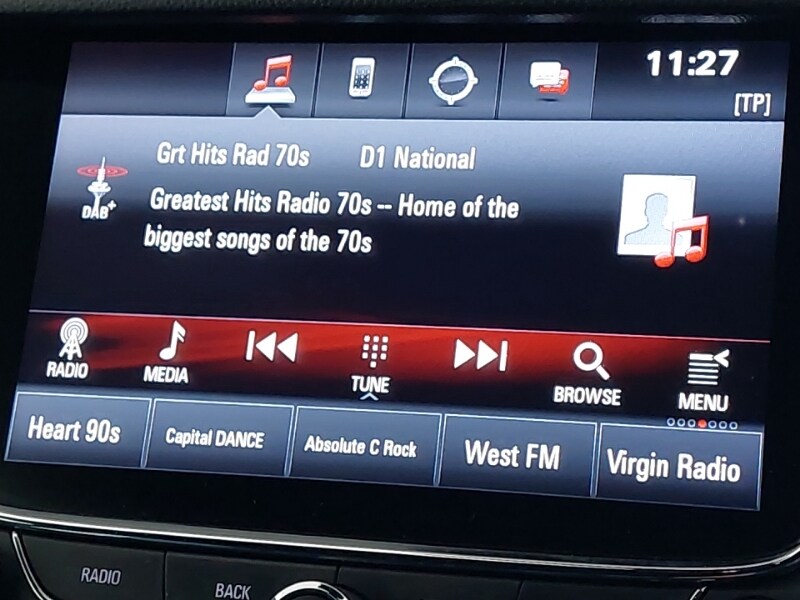 11:27
[TP]
Grt Hits Rad 70s D1 National
DAB+
Greatest Hits Radio 70s -- Home of the
biggest songs of the 70s
RADIO MEDIA TUNE BROWSE MENU
Heart 90s Capital DANCE Absolute C Rock West FM Virgin Radio
RADIO BACK